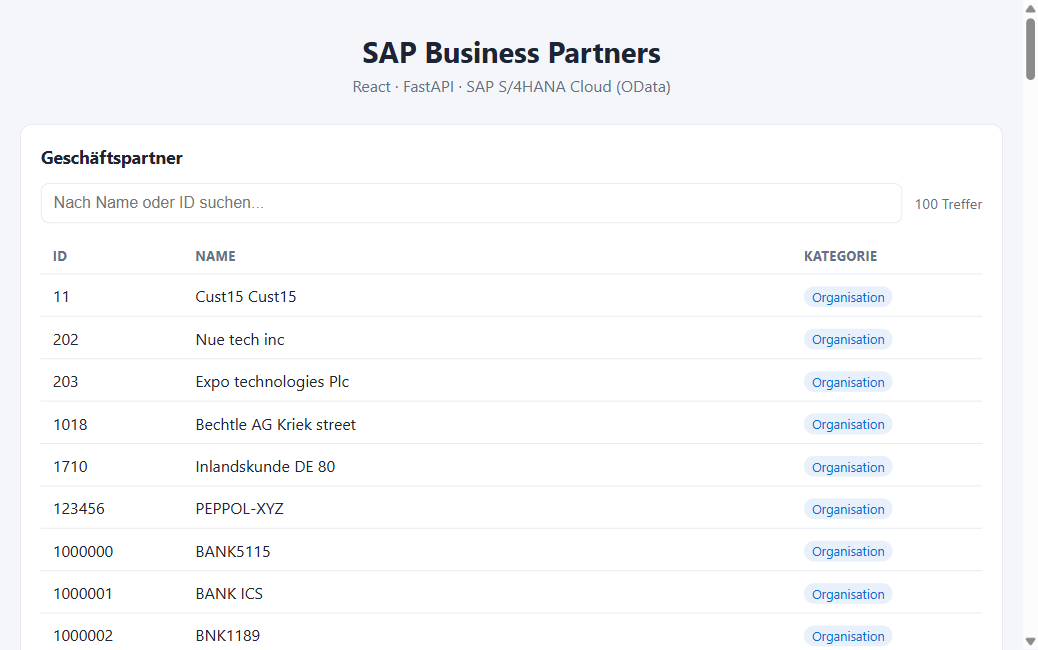 SAP Business Partners
React · FastAPI · SAP S/4HANA Cloud (OData)
Geschäftspartner
Nach Name oder ID suchen... 100 Treffer
ID NAME KATEGORIE
11 Cust15 Cust15 Organisation
202 Nue tech inc Organisation
203 Expo technologies Plc Organisation
1018 Bechtle AG Kriek street Organisation
1710 Inlandskunde DE 80 Organisation
123456 PEPPOL-XYZ Organisation
1000000 BANK5115 Organisation
1000001 BANK ICS Organisation
1000002 BNK1189 Organisation